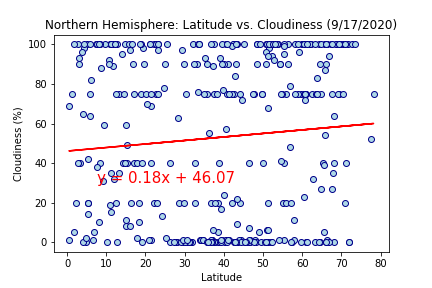 Northern Hemisphere: Latitude vs. Cloudiness (9/17/2020)
100
80
60
40
20
0
Cloudiness (%)
y = 0.18x + 46.07
0 10 20 30 40 50 60 70 80
Latitude